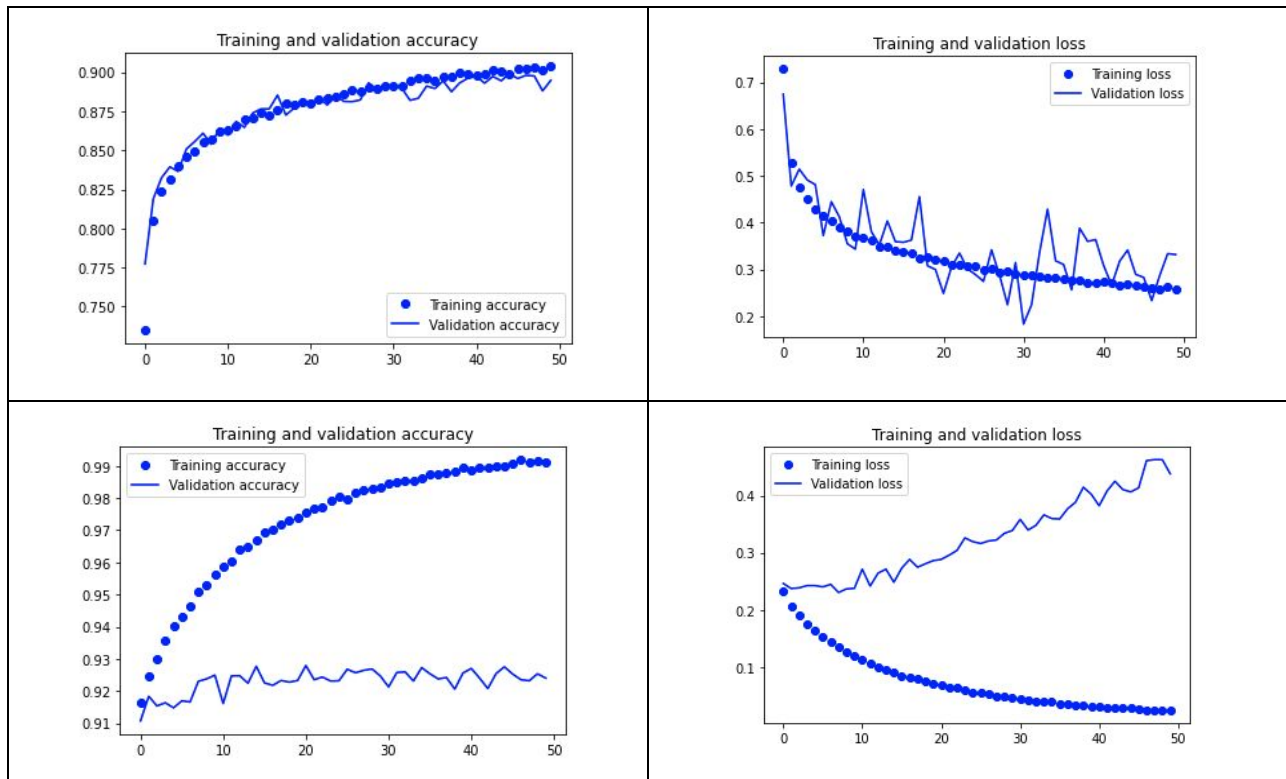 Training and validation accuracy
0.900
0.875
0.850
0.825
0.800
0.775
0.750
Training accuracy
Validation accuracy
0 10 20 30 40 50
Training and validation loss
0.7
0.6
0.5
0.4
0.3
0.2
Training loss
Validation loss
0 10 20 30 40 50
Training and validation accuracy
0.99
0.98
0.97
0.96
0.95
0.94
0.93
0.92
0.91
Training accuracy
Validation accuracy
0 10 20 30 40 50
Training and validation loss
0.4
0.3
0.2
0.1
Training loss
Validation loss
0 10 20 30 40 50